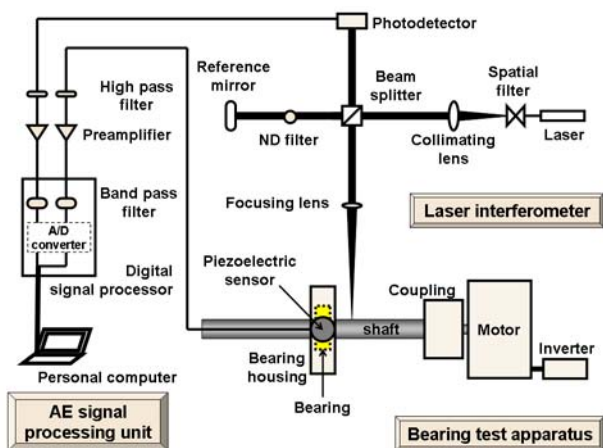 Photodetector
High pass
filter
Reference
mirror
Beam
splitter
Spatial
filter
Preamplifier
ND filter
Collimating
lens
Laser
Band pass
filter
Focusing lens
Laser interferometer
A/D
converter
Digital
signal processor
Piezoelectric
sensor
Coupling
shaft
Motor
Inverter
Personal computer
Bearing
housing
Bearing
AE signal
processing unit
Bearing test apparatus